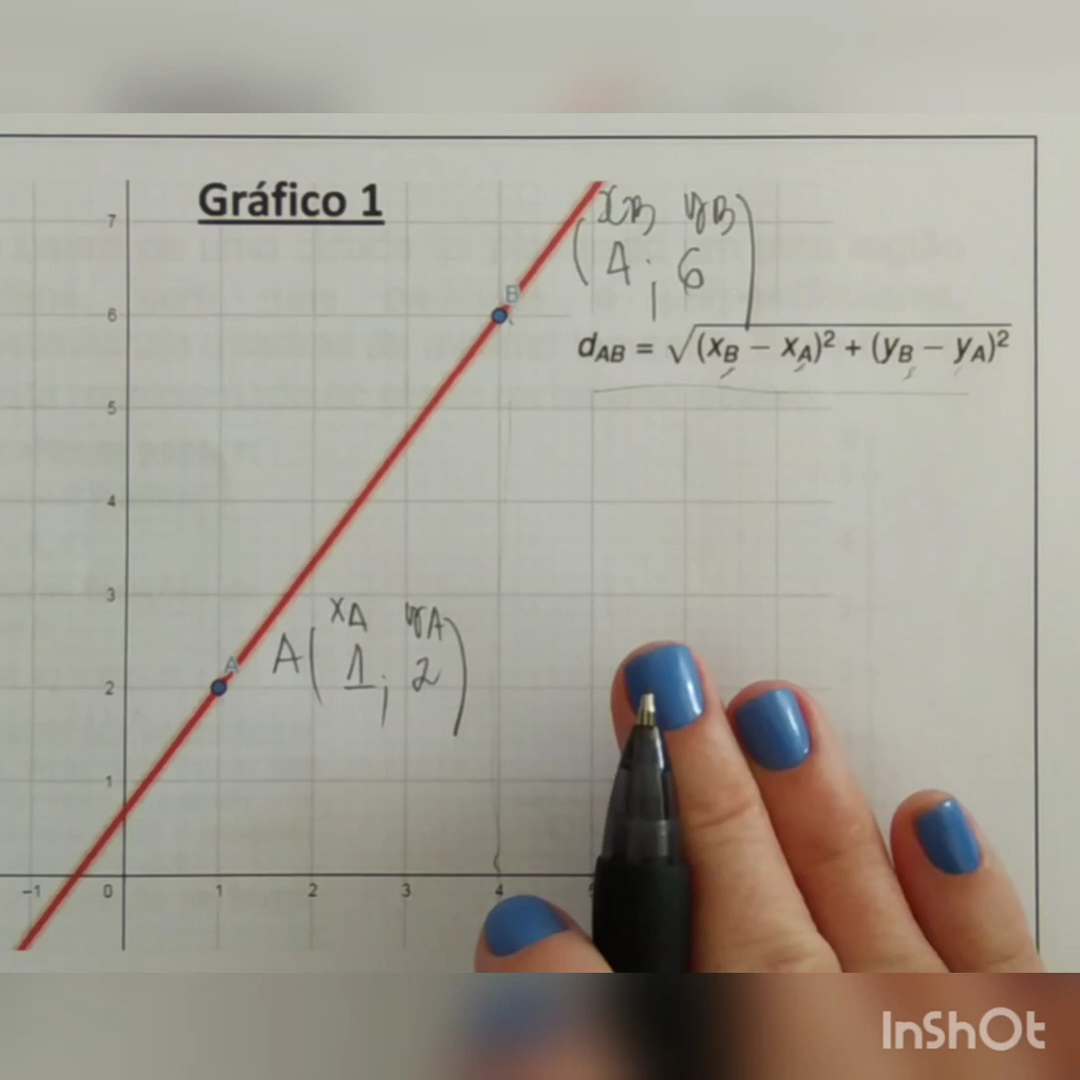 Gráfico 1
xB yB
(4 ; 6)
B
dAB = √(xB − xA)² + (yB − yA)²
xA yA
A(1 ; 2)
A
7
6
5
4
3
2
1
−1 0 1 2 3 4
InShOt